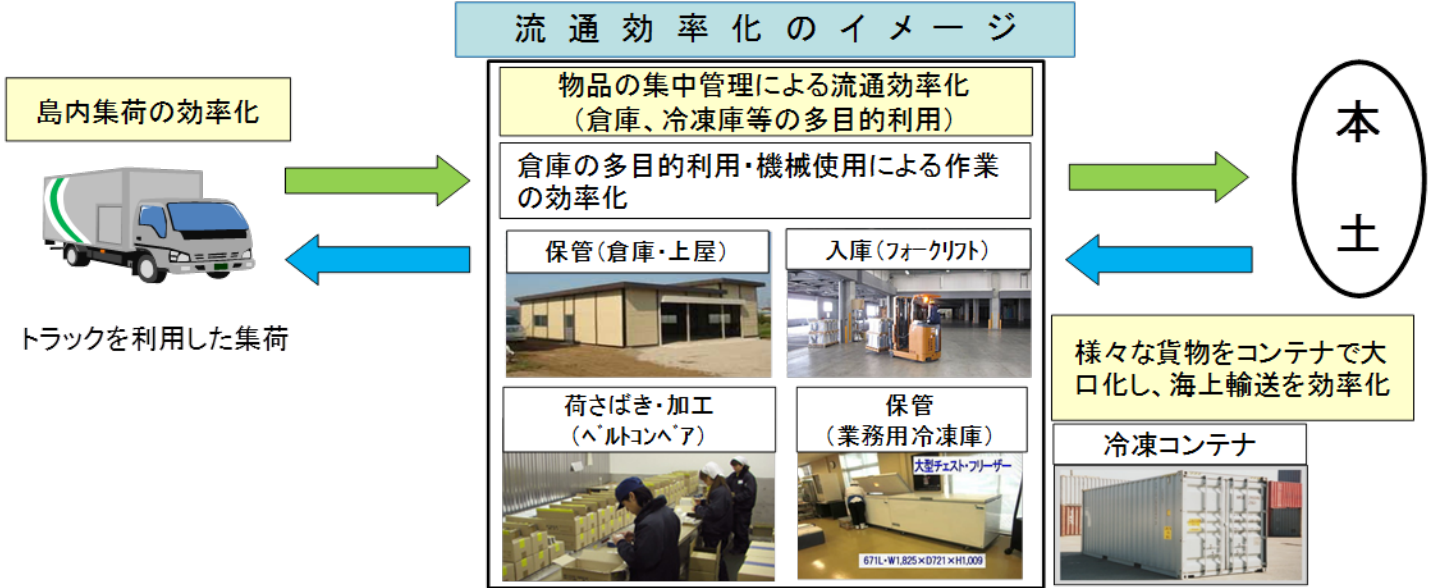 流通効率化のイメージ
島内集荷の効率化
トラックを利用した集荷
物品の集中管理による流通効率化
（倉庫、冷凍庫等の多目的利用）
倉庫の多目的利用・機械使用による作業
の効率化
保管（倉庫・上屋）
入庫（ﾌｫｰｸﾘﾌﾄ）
荷さばき・加工
（ﾍﾞﾙﾄｺﾝﾍﾞｱ）
保管
（業務用冷凍庫）
大型チェスト・フリーザー
671L・W1,825×D721×H1,009
本
土
様々な貨物をコンテナで大
口化し、海上輸送を効率化
冷凍コンテナ